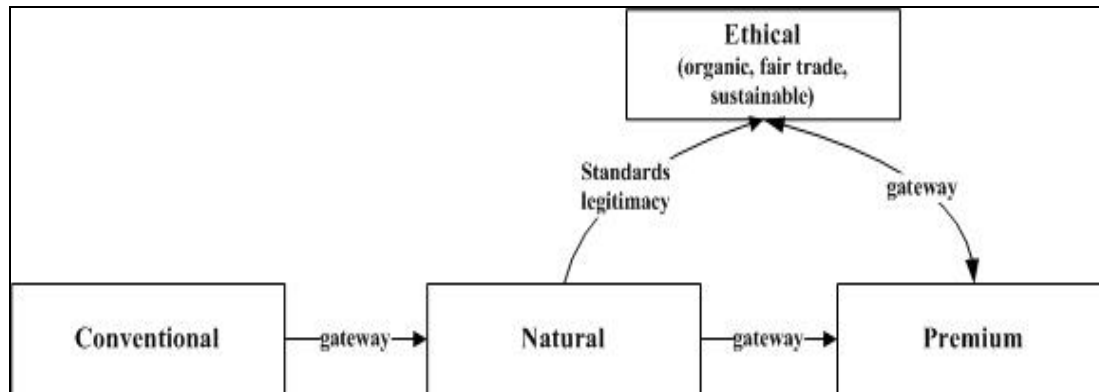 Ethical
(organic, fair trade,
sustainable)
Standards
legitimacy
gateway
Conventional
gateway
Natural
gateway
Premium